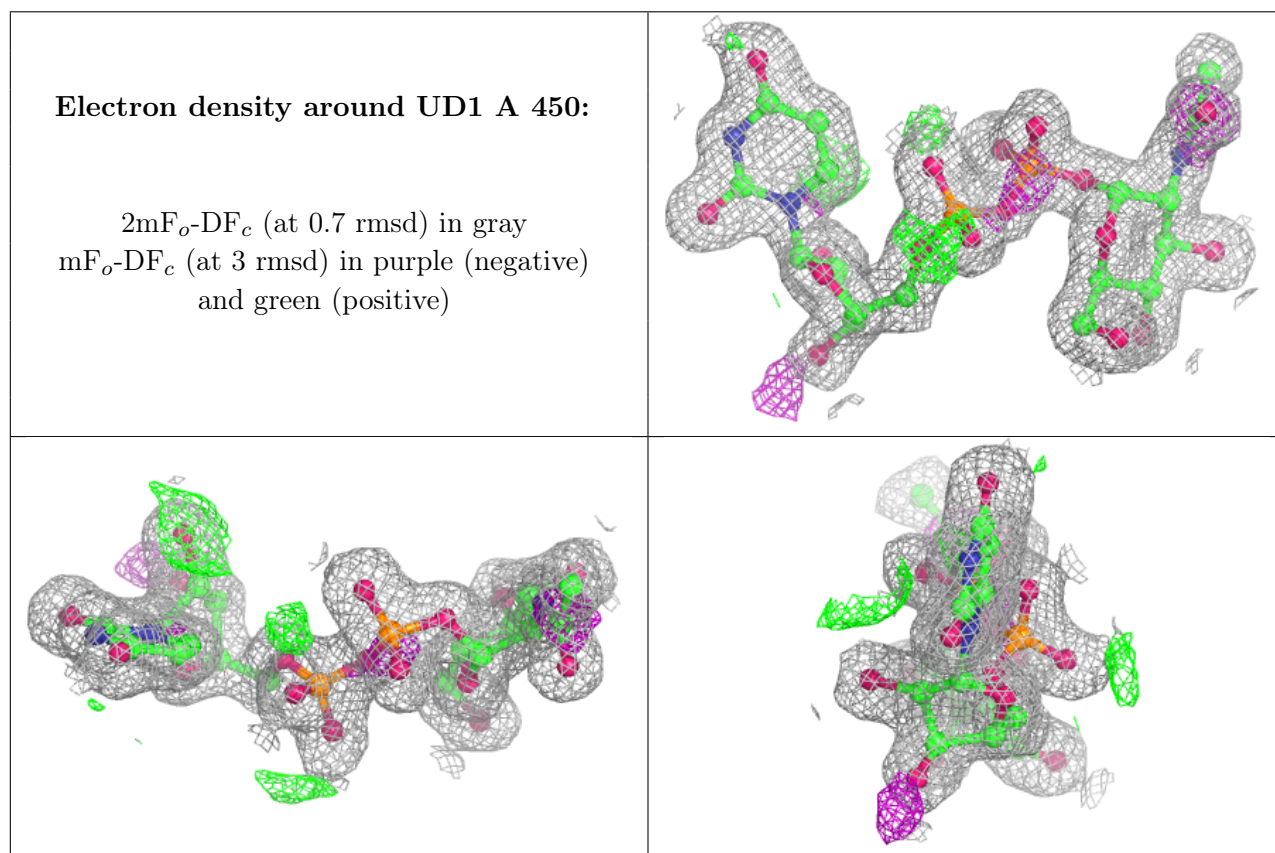 Electron density around UD1 A 450:
2mFo-DFc (at 0.7 rmsd) in gray
mFo-DFc (at 3 rmsd) in purple (negative)
and green (positive)